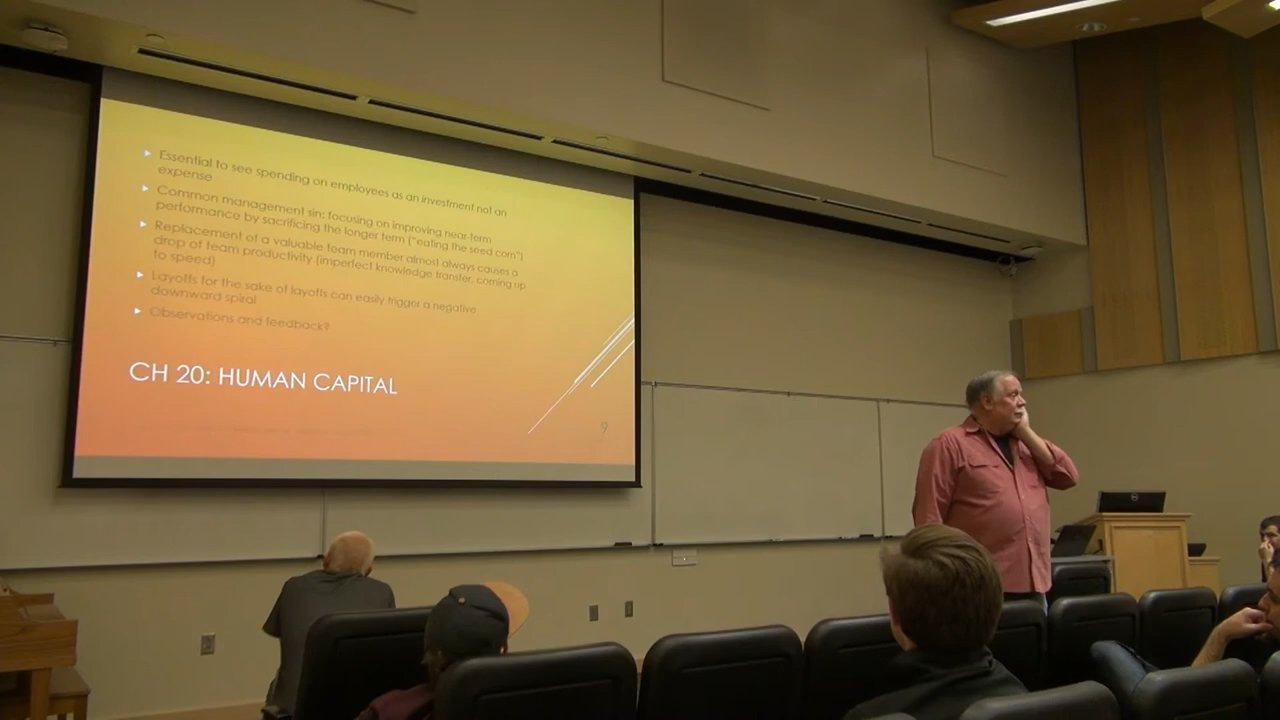 Essential to see spending on employees as an investment not an
expense
Common management sin: focusing on improving near-term
performance by sacrificing the longer term ("eating the seed corn")
Replacement of a valuable team member almost always causes a
drop of team productivity (imperfect knowledge transfer, coming up
to speed)
Layoffs for the sake of layoffs can easily trigger a negative
downward spiral
Observations and feedback?
CH 20: HUMAN CAPITAL
9